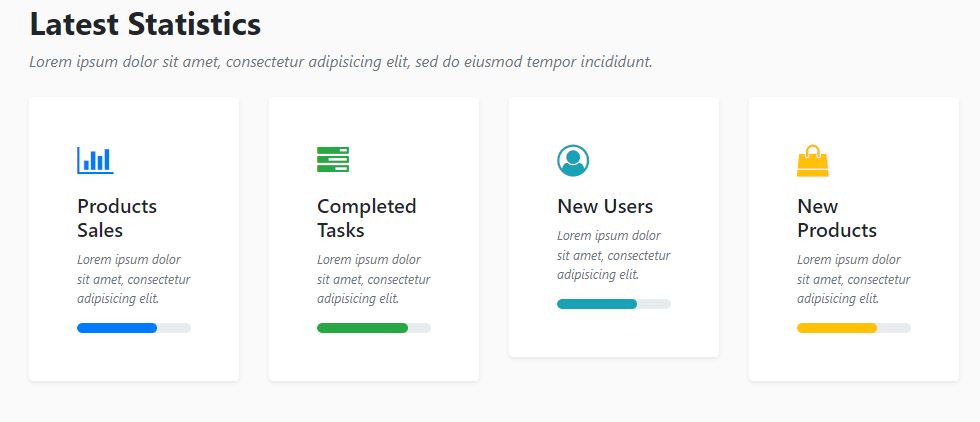 Latest Statistics
Lorem ipsum dolor sit amet, consectetur adipisicing elit, sed do eiusmod tempor incididunt.
Products
Sales
Lorem ipsum dolor
sit amet, consectetur
adipisicing elit.
Completed
Tasks
Lorem ipsum dolor
sit amet, consectetur
adipisicing elit.
New Users
Lorem ipsum dolor
sit amet, consectetur
adipisicing elit.
New
Products
Lorem ipsum dolor
sit amet, consectetur
adipisicing elit.